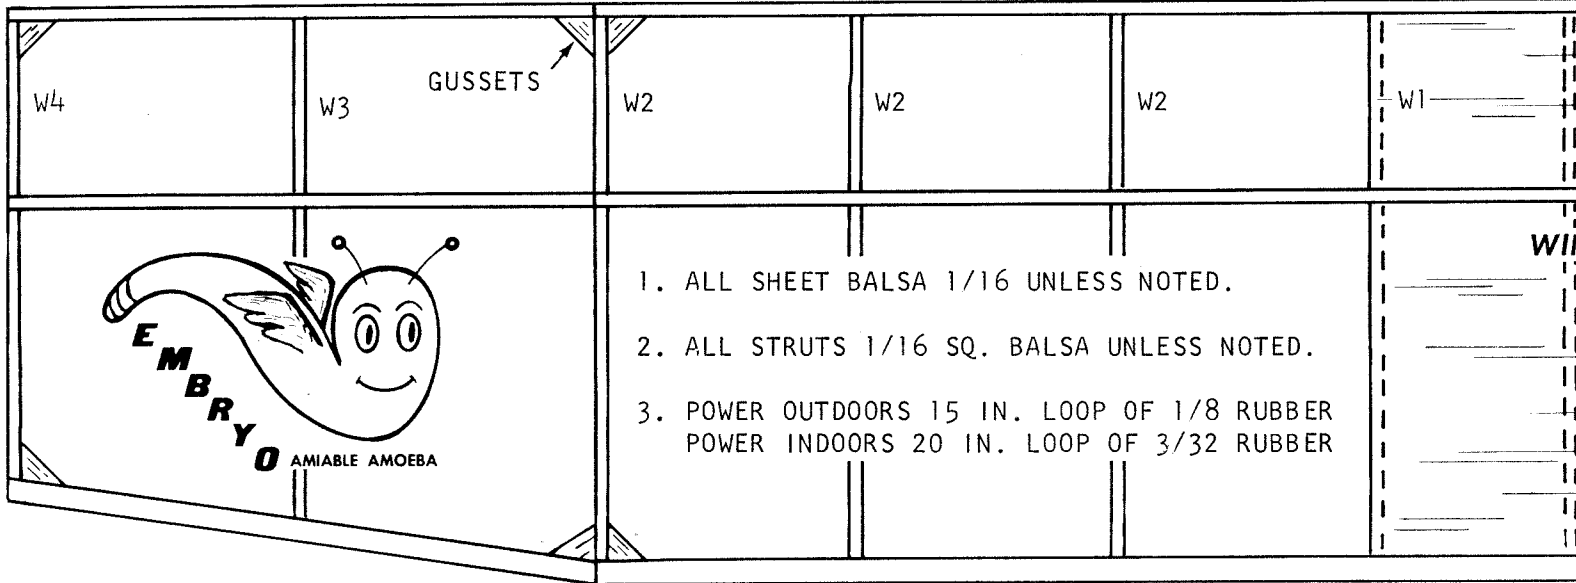 GUSSETS
W4
W3
W2
W2
W2
W1
1. ALL SHEET BALSA 1/16 UNLESS NOTED.
2. ALL STRUTS 1/16 SQ. BALSA UNLESS NOTED.
3. POWER OUTDOORS 15 IN. LOOP OF 1/8 RUBBER
POWER INDOORS 20 IN. LOOP OF 3/32 RUBBER
EMBRYO
AMIABLE AMOEBA